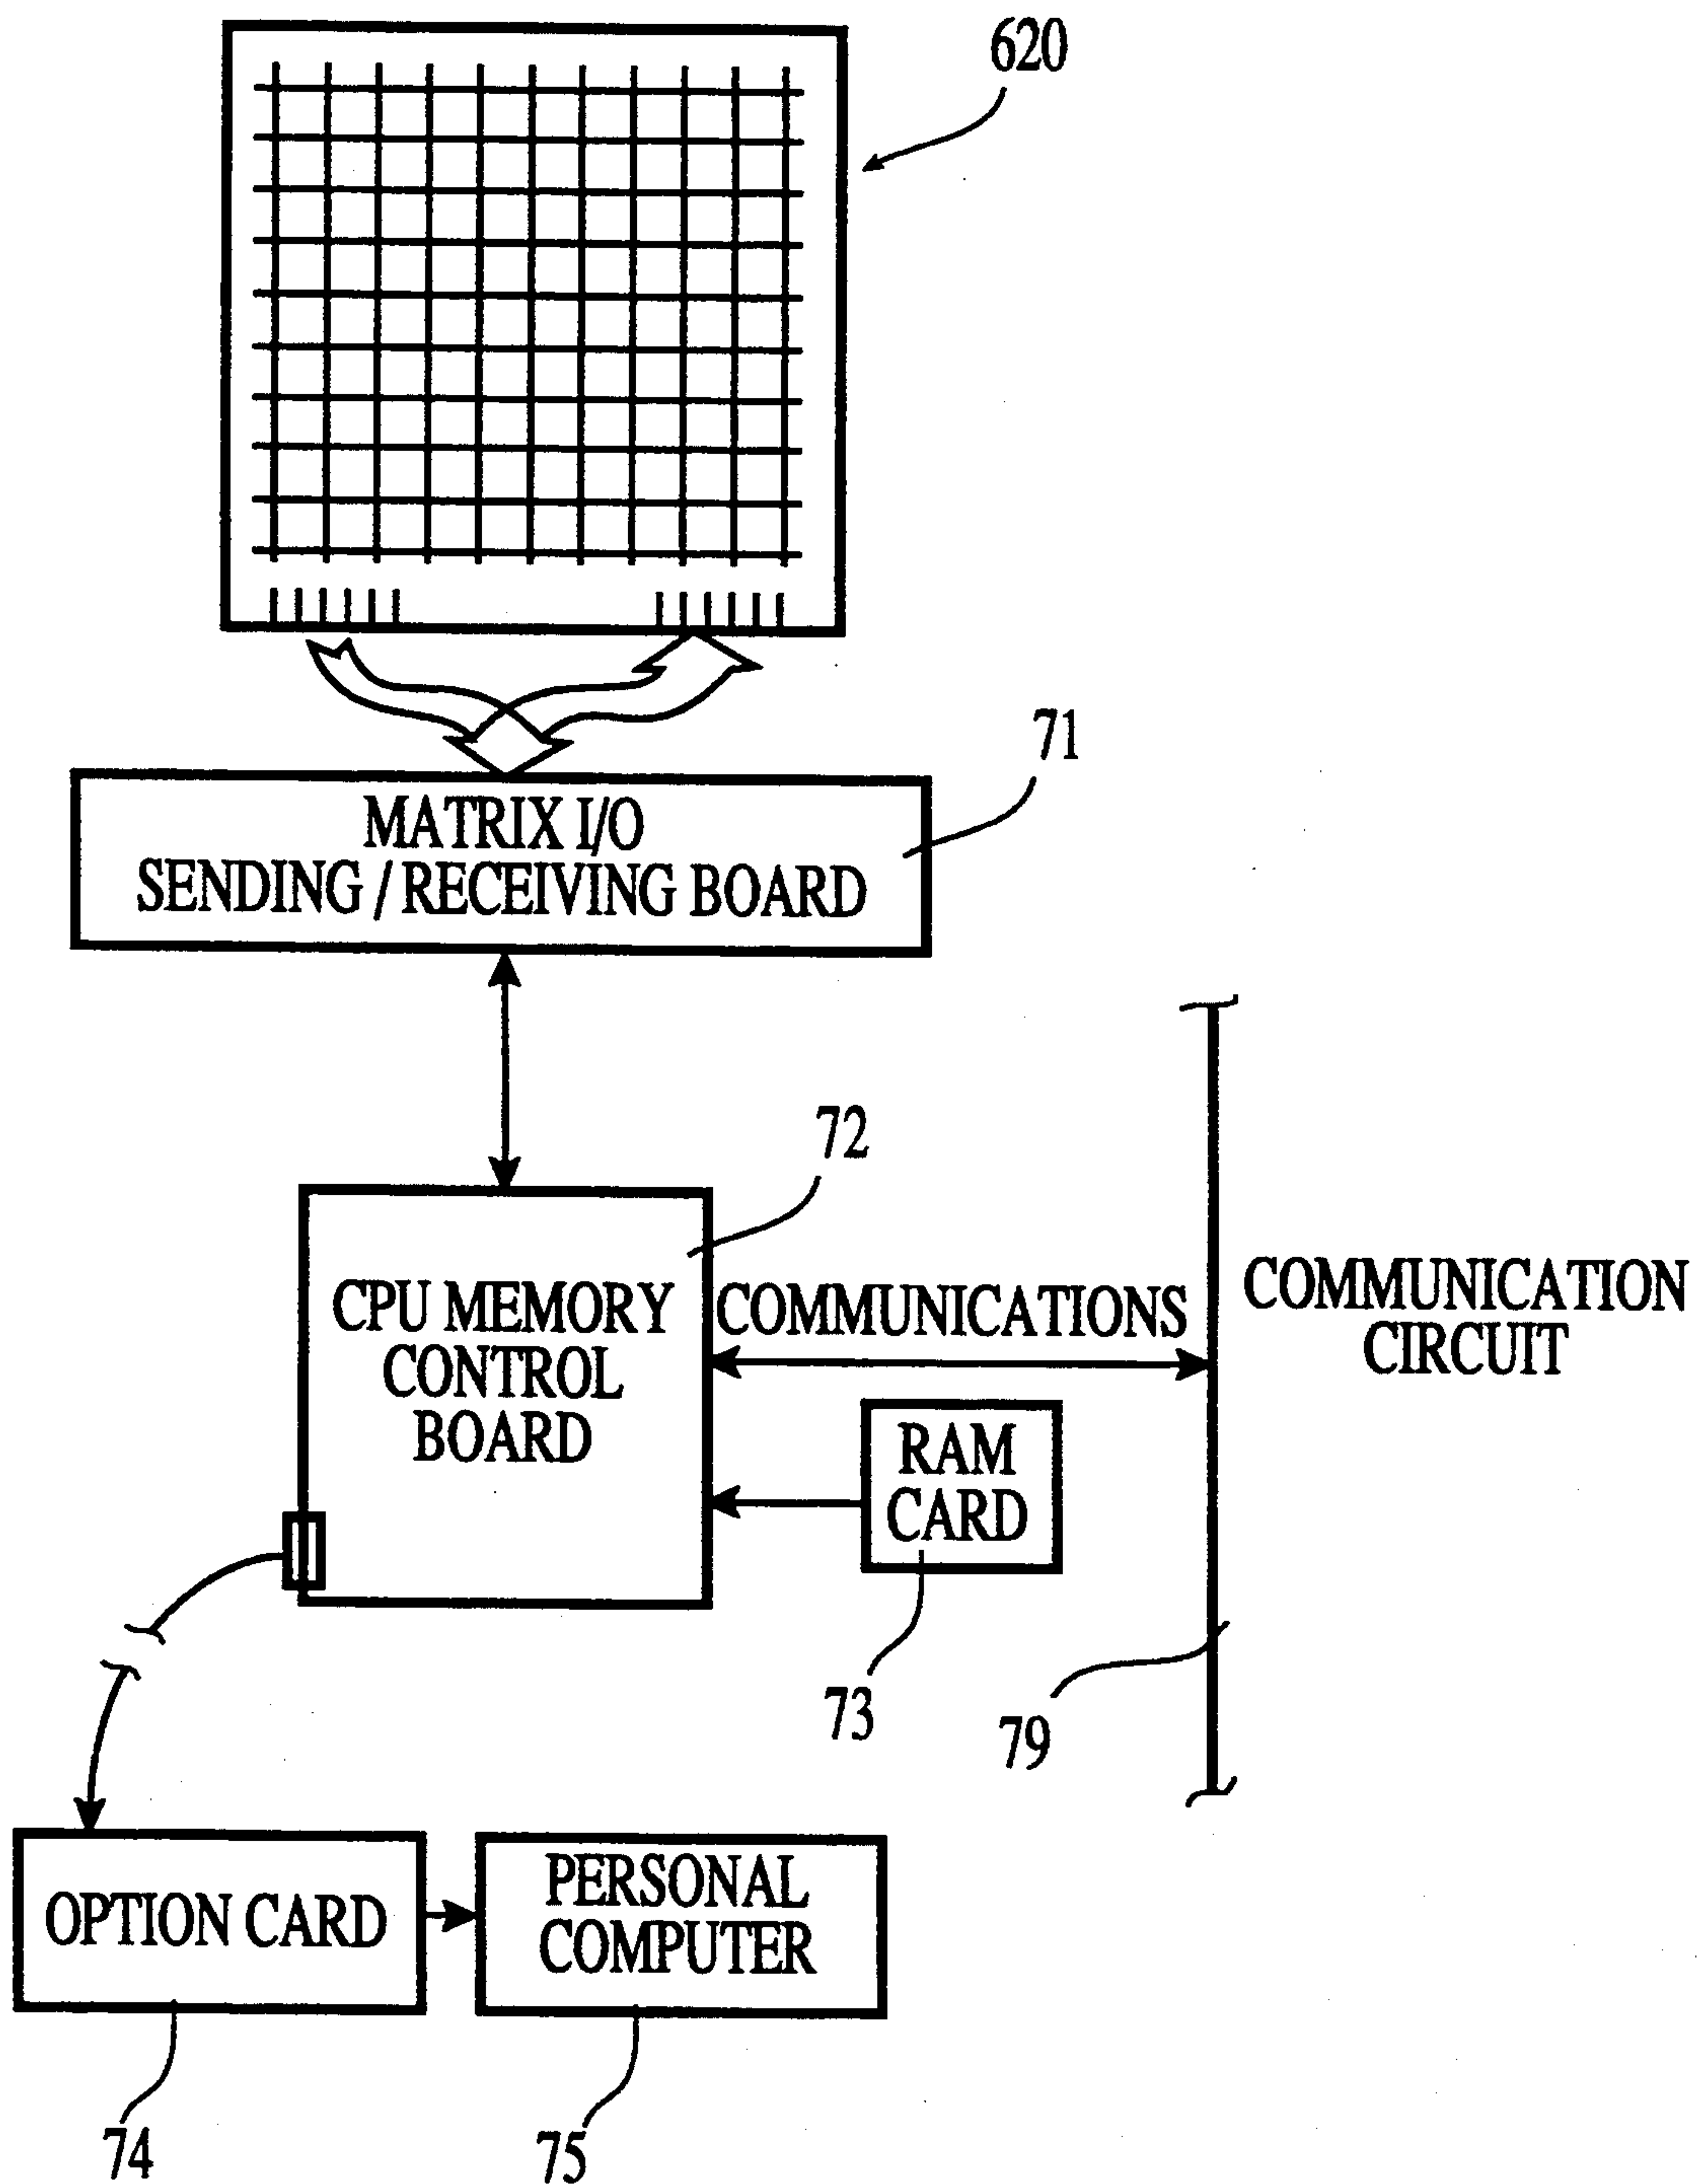 620
71
MATRIX I/O
SENDING / RECEIVING BOARD
72
CPU MEMORY
CONTROL
BOARD
COMMUNICATIONS
COMMUNICATION
CIRCUIT
RAM
CARD
73
79
OPTION CARD
PERSONAL
COMPUTER
74
75